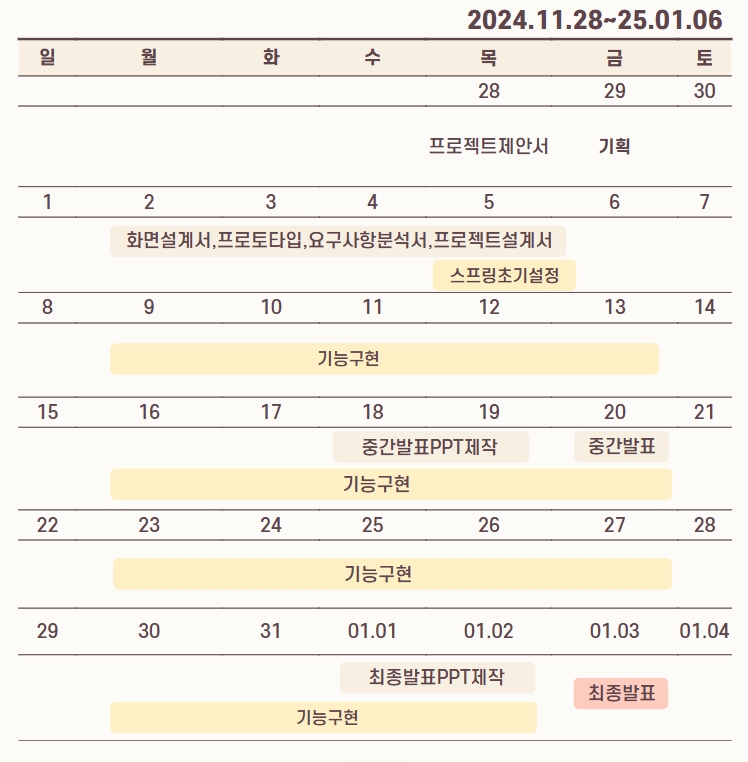 2024.11.28~25.01.06
일 월 화 수 목 금 토
28 29 30
프로젝트제안서 기획
1 2 3 4 5 6 7
화면설계서,프로토타입,요구사항분석서,프로젝트설계서
스프링초기설정
8 9 10 11 12 13 14
기능구현
15 16 17 18 19 20 21
중간발표PPT제작 중간발표
기능구현
22 23 24 25 26 27 28
기능구현
29 30 31 01.01 01.02 01.03 01.04
최종발표PPT제작
최종발표
기능구현